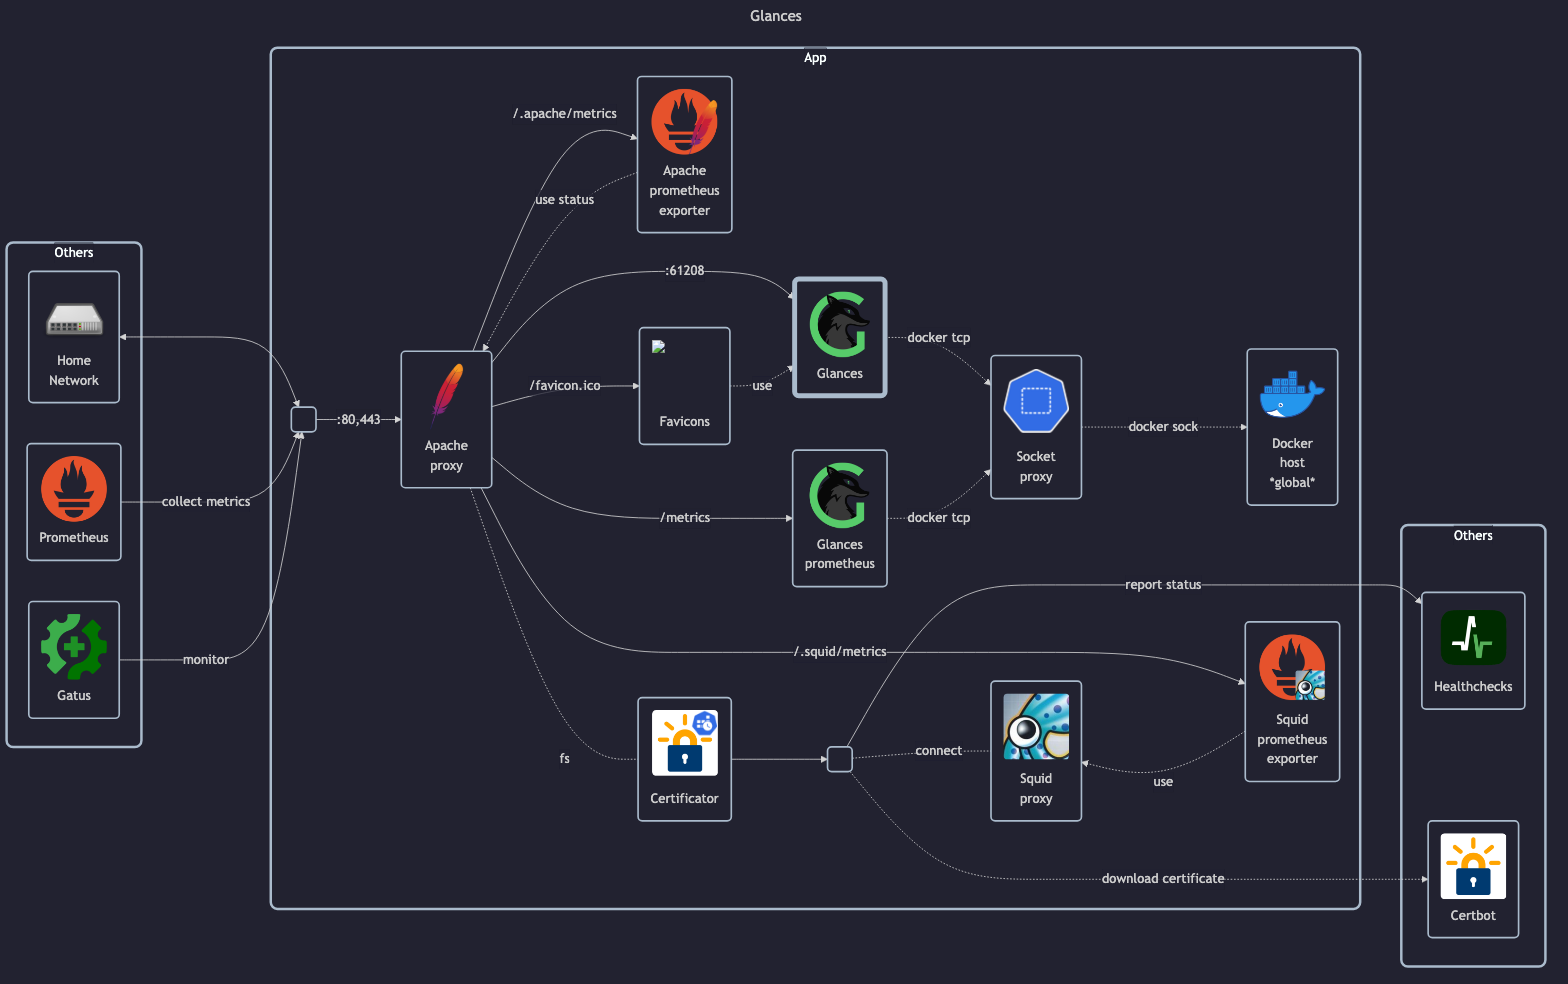 Glances
App
/.apache/metrics
Apache
prometheus
exporter
use status
Others
Home
Network
:61208
Glances
docker tcp
/favicon.ico
Favicons
use
:80,443
Apache
proxy
Socket
proxy
docker sock
Docker
host
*global*
Prometheus
collect metrics
/metrics
Glances
prometheus
docker tcp
Gatus
monitor
Others
report status
Healthchecks
/.squid/metrics
Squid
prometheus
exporter
fs
Certificator
connect
Squid
proxy
use
download certificate
Certbot